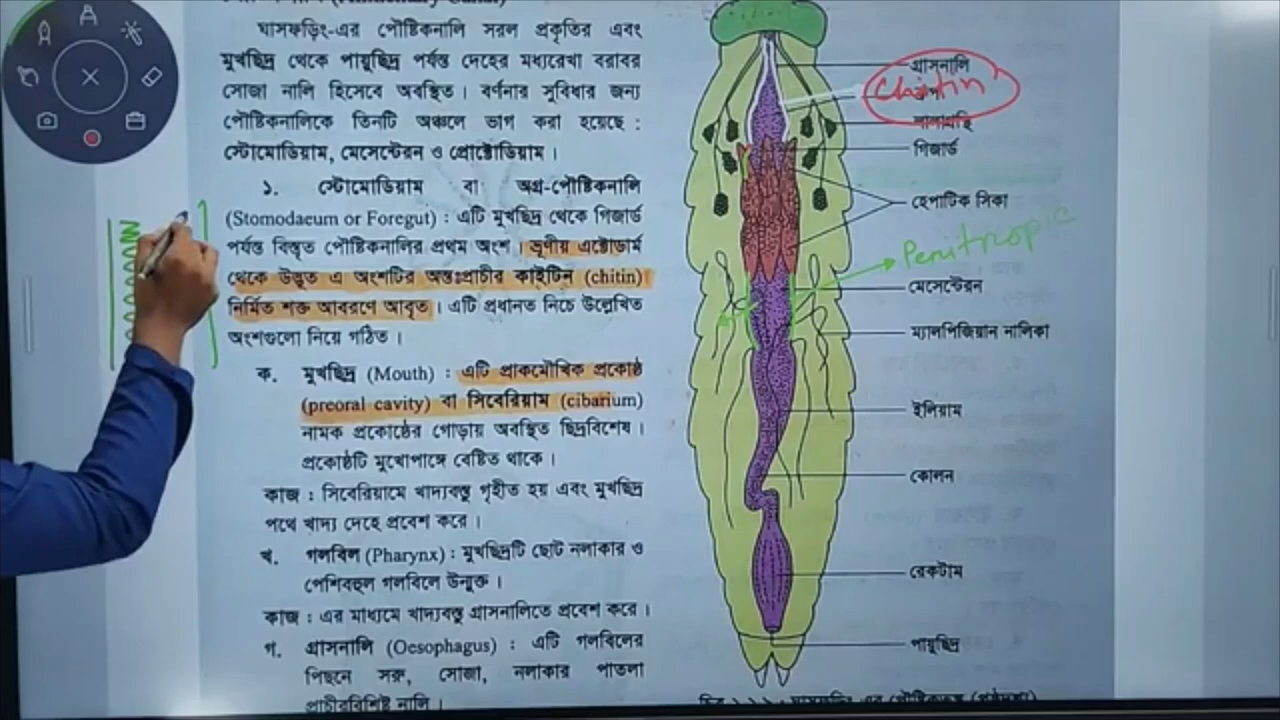 ঘাসফড়িং-এর পৌষ্টিকনালি সরল প্রকৃতির এবং
মুখছিদ্র থেকে পায়ুছিদ্র পর্যন্ত দেহের মধ্যরেখা বরাবর
সোজা নালি হিসেবে অবস্থিত। বর্ণনার সুবিধার জন্য
পৌষ্টিকনালিকে তিনটি অঞ্চলে ভাগ করা হয়েছে :
স্টোমোডিয়াম, মেসেন্টেরন ও প্রোক্টোডিয়াম।
১. স্টোমোডিয়াম বা অগ্র-পৌষ্টিকনালি
(Stomodaeum or Foregut) : এটি মুখছিদ্র থেকে গিজার্ড
পর্যন্ত বিস্তৃত পৌষ্টিকনালির প্রথম অংশ। ভ্রূণীয় এক্টোডার্ম
থেকে উদ্ভূত এ অংশটির অন্তঃপ্রাচীর কাইটিন (chitin)
নির্মিত শক্ত আবরণে আবৃত। এটি প্রধানত নিচে উল্লেখিত
অংশগুলো নিয়ে গঠিত।
ক. মুখছিদ্র (Mouth) : এটি প্রাকমৌখিক প্রকোষ্ঠ
(preoral cavity) বা সিবেরিয়াম (cibarium)
নামক প্রকোষ্ঠের গোড়ায় অবস্থিত ছিদ্রবিশেষ।
প্রকোষ্ঠটি মুখোপাঙ্গে বেষ্টিত থাকে।
কাজ : সিবেরিয়ামে খাদ্যবস্তু গৃহীত হয় এবং মুখছিদ্র
পথে খাদ্য দেহে প্রবেশ করে।
খ. গলবিল (Pharynx) : মুখছিদ্রটি ছোট নলাকার ও
পেশিবহুল গলবিলে উন্মুক্ত।
কাজ : এর মাধ্যমে খাদ্যবস্তু গ্রাসনালিতে প্রবেশ করে।
গ. গ্রাসনালি (Oesophagus) : এটি গলবিলের
পিছনে সরু, সোজা, নলাকার পাতলা
প্রাচীরবিশিষ্ট নালি।
গ্রাসনালি
Chitin
লালাগ্রন্থি
গিজার্ড
হেপাটিক সিকা
Peritropic
মেসেন্টেরন
ম্যালপিজিয়ান নালিকা
ইলিয়াম
কোলন
রেকটাম
পায়ুছিদ্র